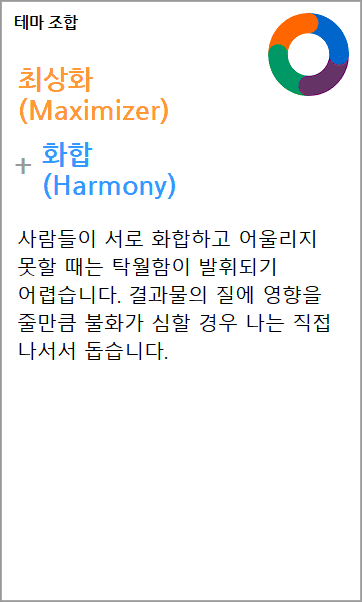 테마 조합
최상화
(Maximizer)
+ 화합
(Harmony)
사람들이 서로 화합하고 어울리지
못할 때는 탁월함이 발휘되기
어렵습니다. 결과물의 질에 영향을
줄만큼 불화가 심할 경우 나는 직접
나서서 돕습니다.